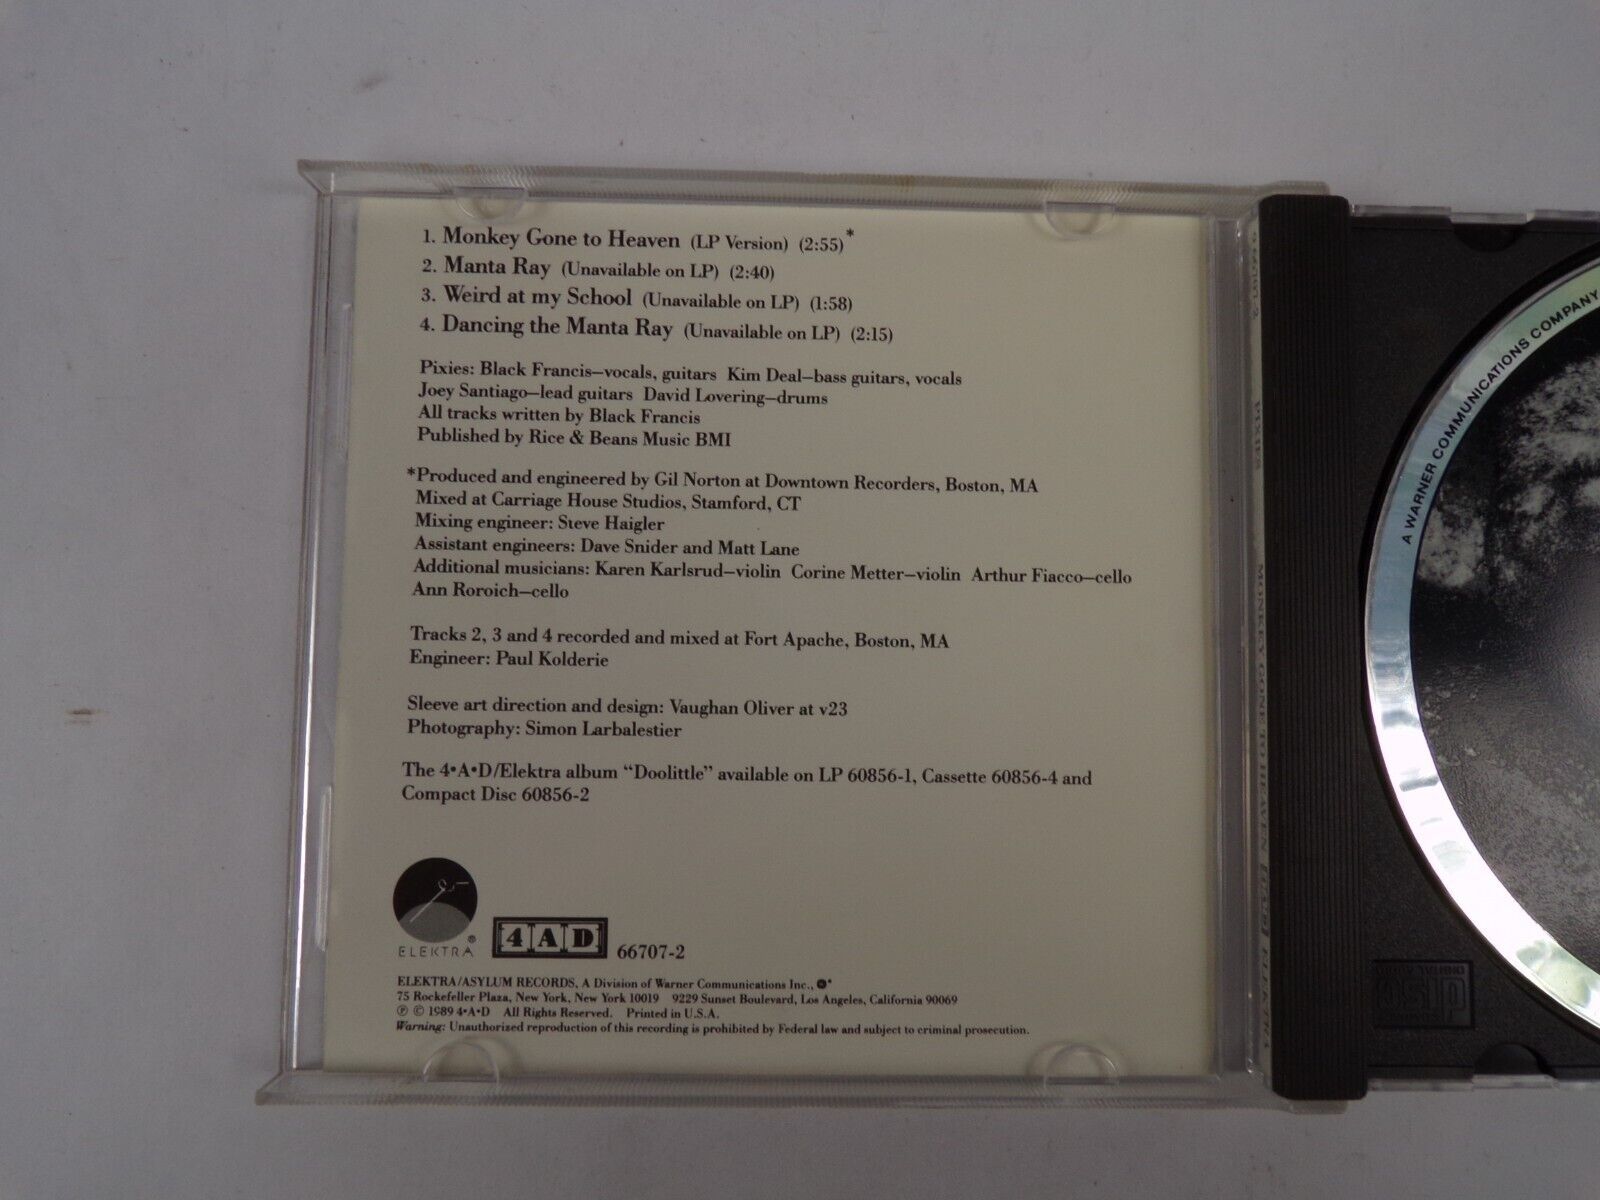 1. Monkey Gone to Heaven (LP Version) (2:55)*
2. Manta Ray (Unavailable on LP) (2:40)
3. Weird at my School (Unavailable on LP) (1:58)
4. Dancing the Manta Ray (Unavailable on LP) (2:15)
Pixies: Black Francis—vocals, guitars Kim Deal—bass guitars, vocals
Joey Santiago—lead guitars David Lovering—drums
All tracks written by Black Francis
Published by Rice & Beans Music BMI
*Produced and engineered by Gil Norton at Downtown Recorders, Boston, MA
Mixed at Carriage House Studios, Stamford, CT
Mixing engineer: Steve Haigler
Assistant engineers: Dave Snider and Matt Lane
Additional musicians: Karen Karlsrud—violin Corine Metter—violin Arthur Fiacco—cello
Ann Roroich—cello
Tracks 2, 3 and 4 recorded and mixed at Fort Apache, Boston, MA
Engineer: Paul Kolderie
Sleeve art direction and design: Vaughan Oliver at v23
Photography: Simon Larbalestier
The 4•A•D/Elektra album “Doolittle” available on LP 60856-1, Cassette 60856-4 and
Compact Disc 60856-2
ELEKTRA®
4AD 66707-2
ELEKTRA/ASYLUM RECORDS, A Division of Warner Communications Inc.,
75 Rockefeller Plaza, New York, New York 10019 9229 Sunset Boulevard, Los Angeles, California 90069
℗ © 1989 4•A•D All Rights Reserved. Printed in U.S.A.
Warning: Unauthorized reproduction of this recording is prohibited by Federal law and subject to criminal prosecution.
PIXIES MONKEY GONE TO HEAVEN 4AD ELEKTRA
A WARNER COMMUNICATIONS COMPANY